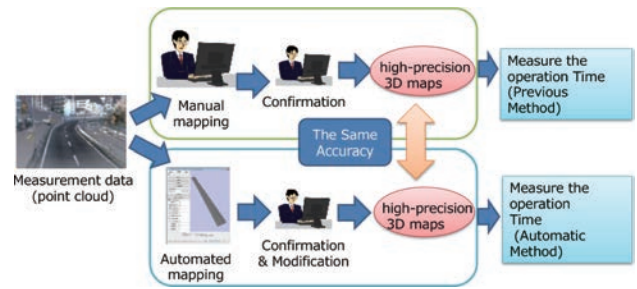 Measurement data
(point cloud)
Manual
mapping
Confirmation
high-precision
3D maps
Measure the
operation Time
(Previous
Method)
The Same
Accuracy
Automated
mapping
Confirmation
& Modification
high-precision
3D maps
Measure the
operation
Time
(Automatic
Method)